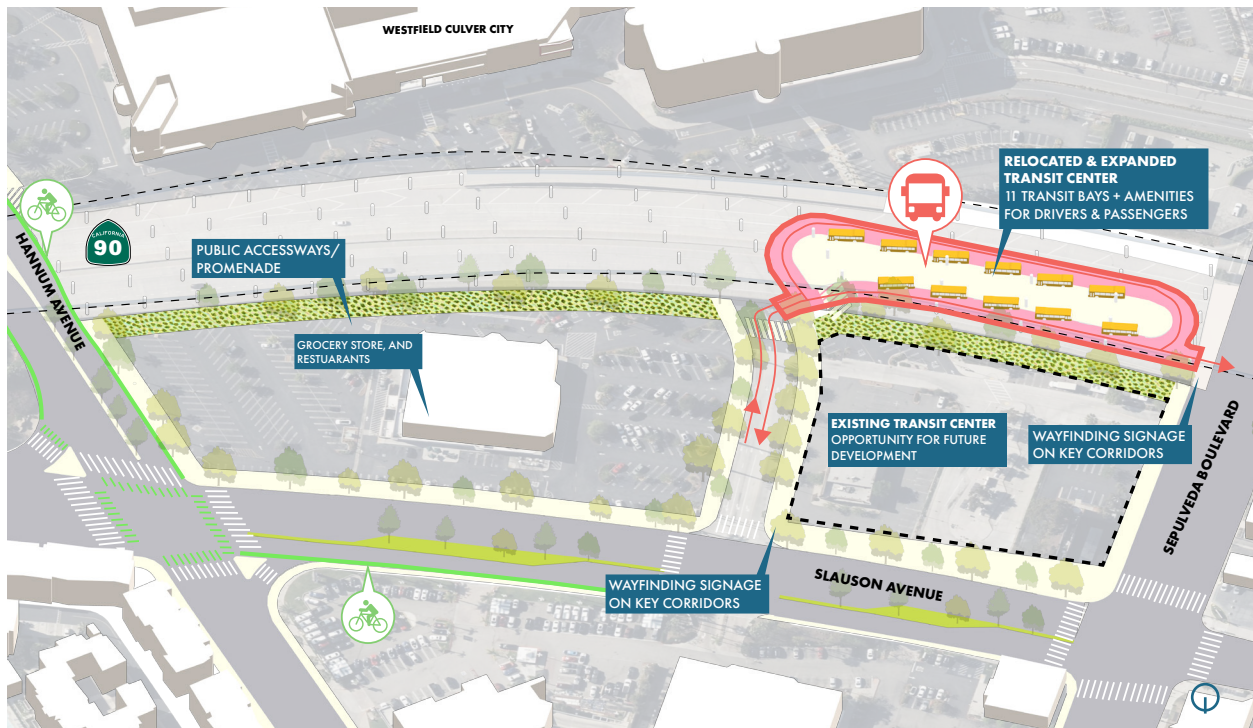 WESTFIELD CULVER CITY
RELOCATED & EXPANDED
TRANSIT CENTER
11 TRANSIT BAYS + AMENITIES
FOR DRIVERS & PASSENGERS
HANNUM AVENUE
CALIFORNIA
90
PUBLIC ACCESSWAYS/
PROMENADE
GROCERY STORE, AND
RESTUARANTS
EXISTING TRANSIT CENTER
OPPORTUNITY FOR FUTURE
DEVELOPMENT
WAYFINDING SIGNAGE
ON KEY CORRIDORS
SEPULVEDA BOULEVARD
WAYFINDING SIGNAGE
ON KEY CORRIDORS
SLAUSON AVENUE